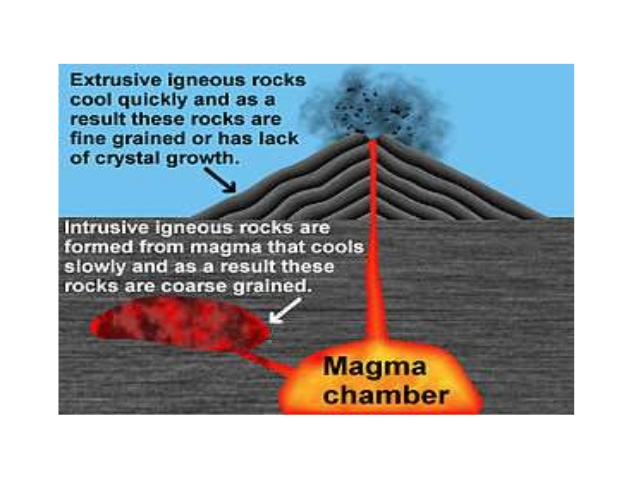 Extrusive igneous rocks
cool quickly and as a
result these rocks are
fine grained or has lack
of crystal growth.
Intrusive igneous rocks are
formed from magma that cools
slowly and as a result these
rocks are coarse grained.
Magma
chamber